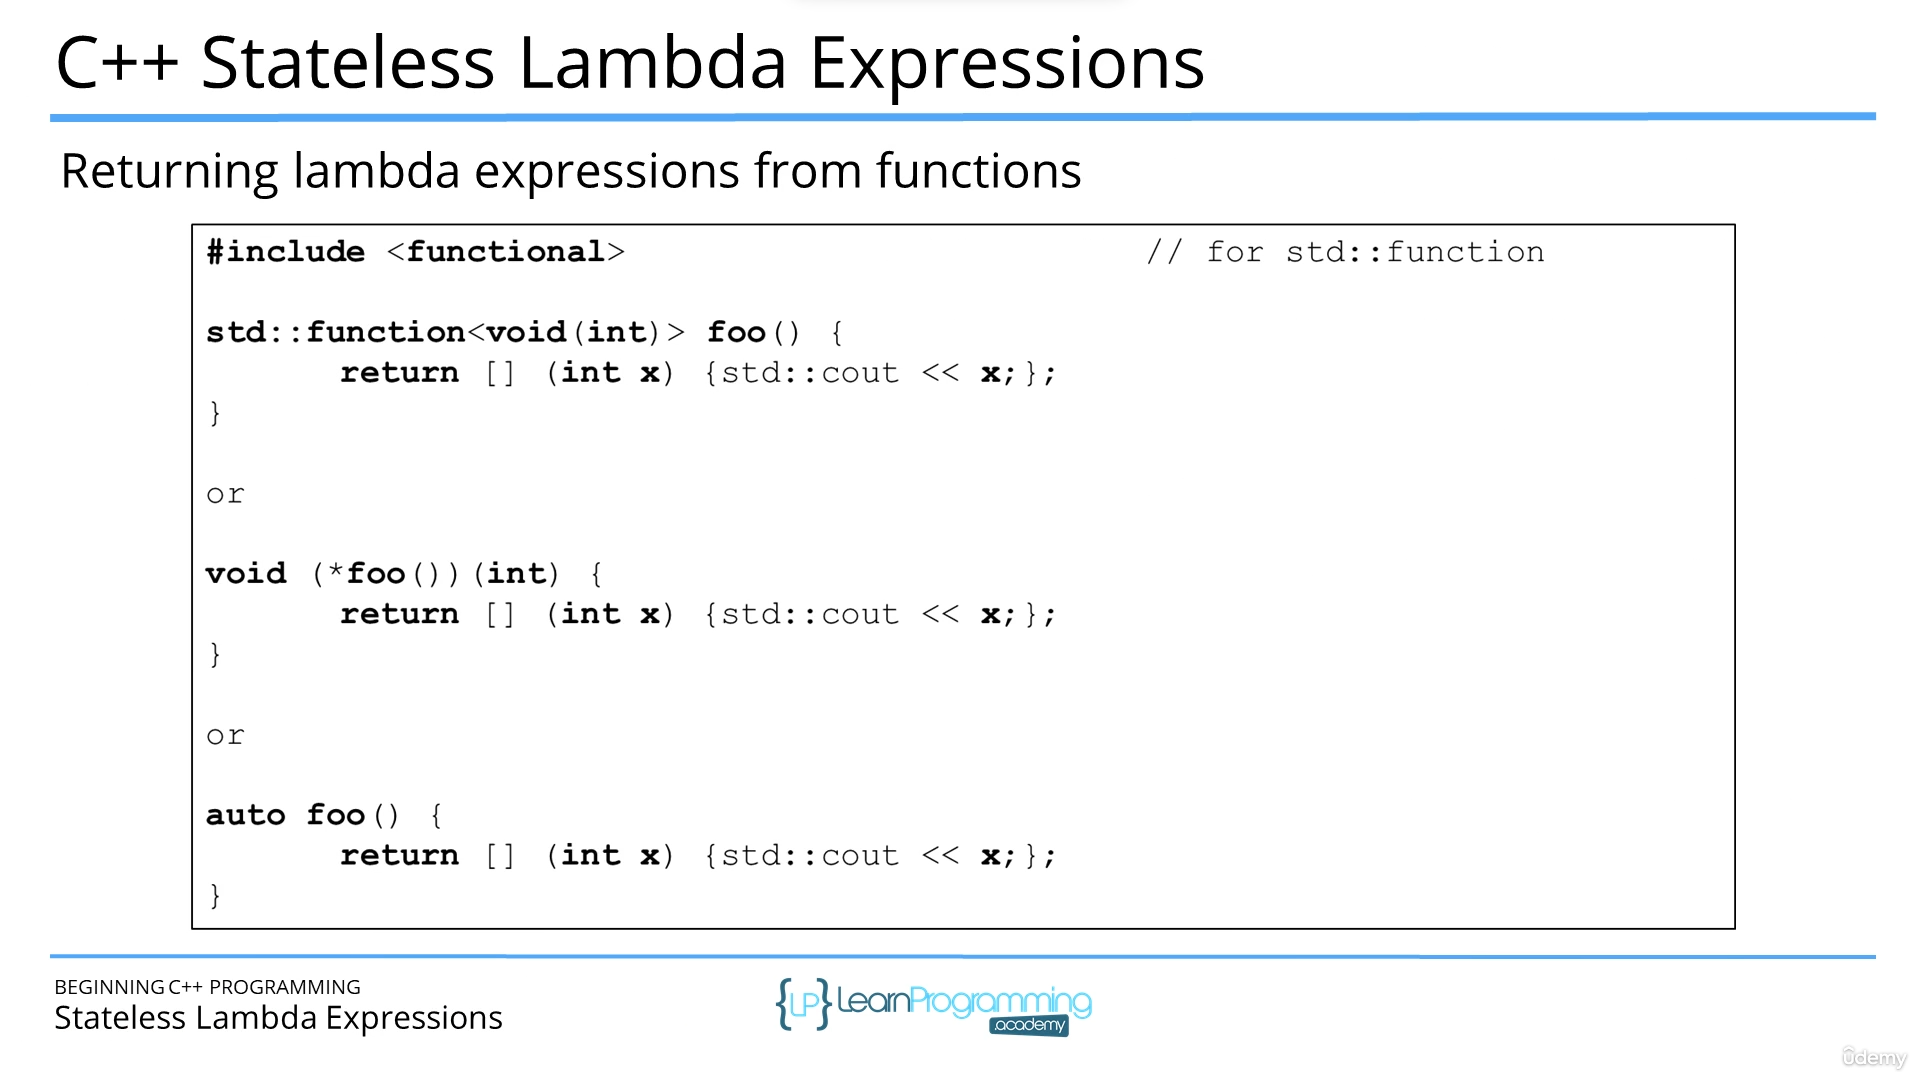 C++ Stateless Lambda Expressions
Returning lambda expressions from functions
#include <functional> // for std::function
std::function<void(int)> foo() {
return [] (int x) {std::cout << x;};
}
or
void (*foo())(int) {
return [] (int x) {std::cout << x;};
}
or
auto foo() {
return [] (int x) {std::cout << x;};
}
BEGINNING C++ PROGRAMMING
Stateless Lambda Expressions
{LP} LearnProgramming
academy
ûdemy